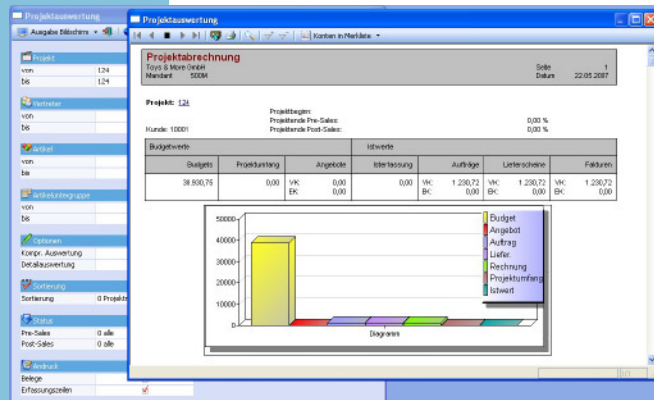 Projektauswertung
Ausgabe Bildschirm
Projekt
von 124
bis 124
Vertreter
von
bis
Artikel
von
bis
Artikeluntergruppe
von
bis
Optionen
Kompr. Auswertung
Detailauswertung
Sortierung
Sortierung 0 Projekt
Status
Pre-Sales 0 alle
Post-Sales 0 alle
Andruck
Belege
Erfassungszeilen
Projektauswertung
Konten in Merkliste
Projektabrechnung
Toys & More GmbH Seite 1
Mandant 500M Datum 22.05.2007
Projekt: 124
Projektbeginn:
Projektende Pre-Sales: 0,00 %
Kunde: 10001 Projektende Post-Sales: 0,00 %
Budgetwerte Istwerte
Budgets Projektumfang Angebote Isterfassung Aufträge Lieferscheine Fakturen
38.930,75 0,00 VK: 0,00 0,00 VK: 1.230,72 VK: 1.230,72 VK: 1.230,72
EK: 0,00 EK: 0,00 EK: 0,00 EK: 0,00
50000
40000
30000
20000
10000
0
Diagramm
Budget
Angebot
Auftrag
Liefer.
Rechnung
Projektumfang
Istwert
1/1